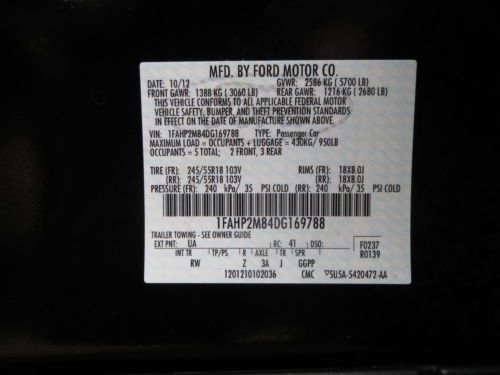 MFD. BY FORD MOTOR CO.
DATE: 10/12 GVWR: 2586 KG ( 5700 LB)
FRONT GAWR: 1388 KG ( 3060 LB) REAR GAWR: 1216 KG ( 2680 LB)
THIS VEHICLE CONFORMS TO ALL APPLICABLE FEDERAL MOTOR
VEHICLE SAFETY, BUMPER, AND THEFT PREVENTION STANDARDS
IN EFFECT ON THE DATE OF MANUFACTURE SHOWN ABOVE.
VIN: 1FAHP2M84DG169788 TYPE: Passenger Car
MAXIMUM LOAD = OCCUPANTS + LUGGAGE = 430KG/ 950LB
OCCUPANTS = 5 TOTAL; 2 FRONT, 3 REAR
TIRE (FR): 245/55R18 103V RIMS (FR): 18X8.0J
(RR): 245/55R18 103V (RR): 18X8.0J
PRESSURE (FR): 240 kPa/ 35 PSI COLD (RR): 240 kPa/ 35 PSI COLD
1FAHP2M84DG169788
TRAILER TOWING - SEE OWNER GUIDE
EXT PNT: UA RC: 41 DSO: F0237
INT TR TP/PS R AXLE TR SPR R0139
RW Z 3A J GGPP
1201210102036 CMC 5U5A-5420472-AA